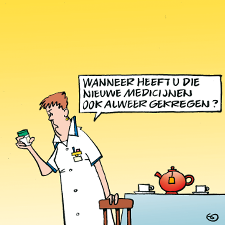 WANNEER HEEFT U DIE
NIEUWE MEDICIJNEN
OOK ALWEER GEKREGEN ?